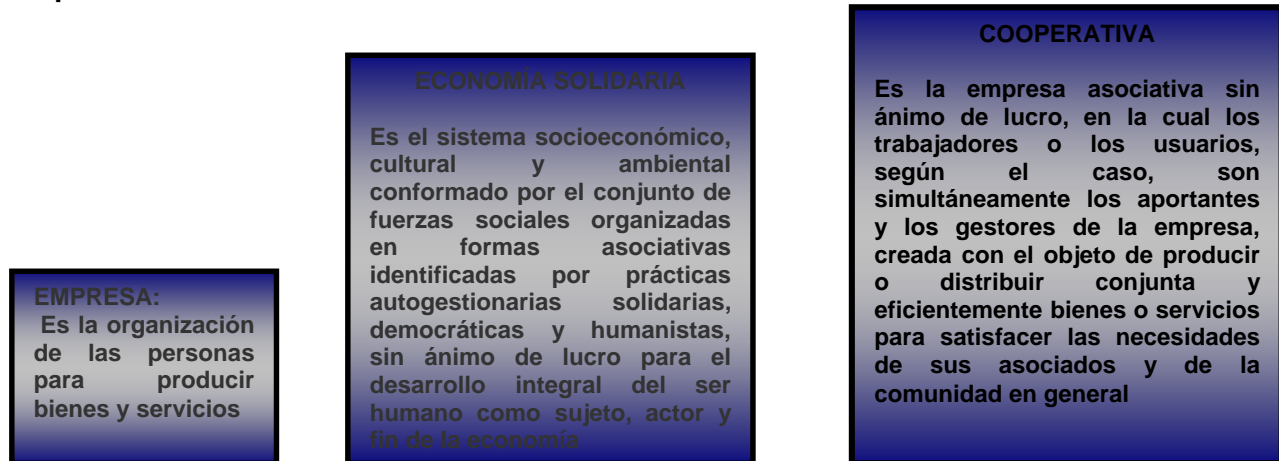 EMPRESA:
Es la organización
de las personas
para producir
bienes y servicios
ECONOMÍA SOLIDARIA
Es el sistema socioeconómico,
cultural y ambiental
conformado por el conjunto de
fuerzas sociales organizadas
en formas asociativas
identificadas por prácticas
autogestionarias solidarias,
democráticas y humanistas,
sin ánimo de lucro para el
desarrollo integral del ser
humano como sujeto, actor y
fin de la economía
COOPERATIVA
Es la empresa asociativa sin
ánimo de lucro, en la cual los
trabajadores o los usuarios,
según el caso, son
simultáneamente los aportantes
y los gestores de la empresa,
creada con el objeto de producir
o distribuir conjunta y
eficientemente bienes o servicios
para satisfacer las necesidades
de sus asociados y de la
comunidad en general